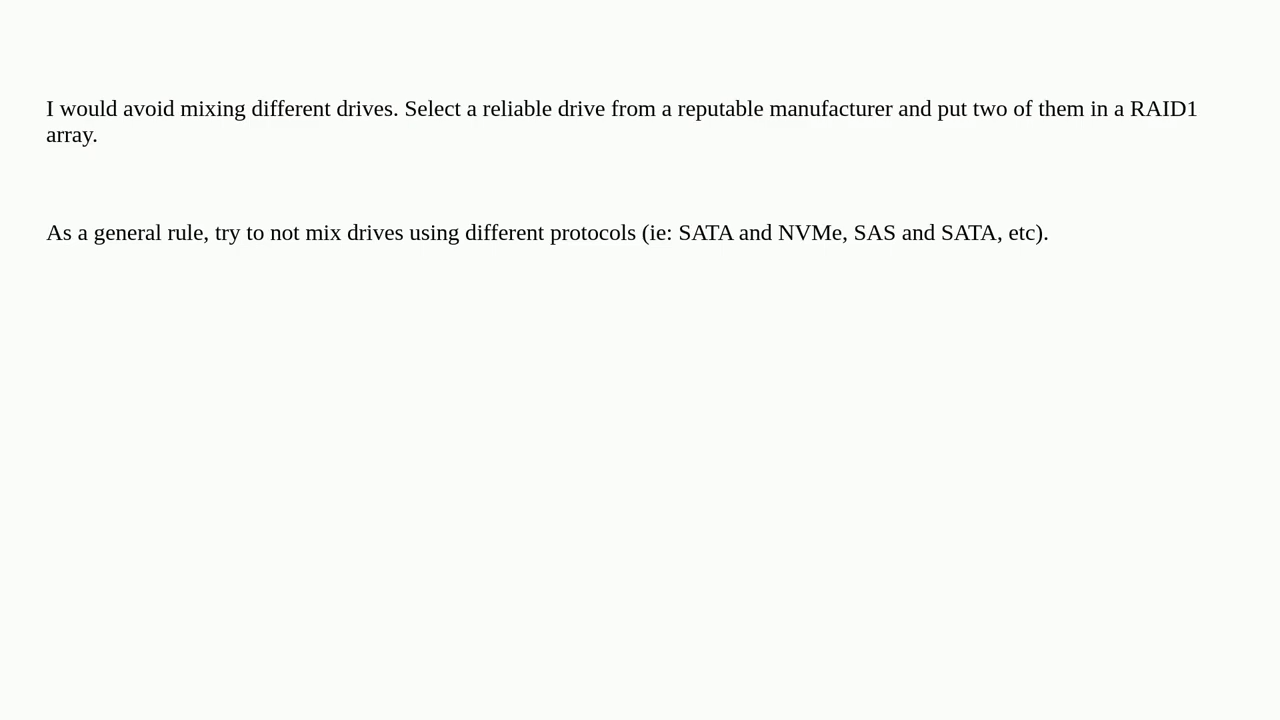 I would avoid mixing different drives. Select a reliable drive from a reputable manufacturer and put two of them in a RAID1
array.
As a general rule, try to not mix drives using different protocols (ie: SATA and NVMe, SAS and SATA, etc).